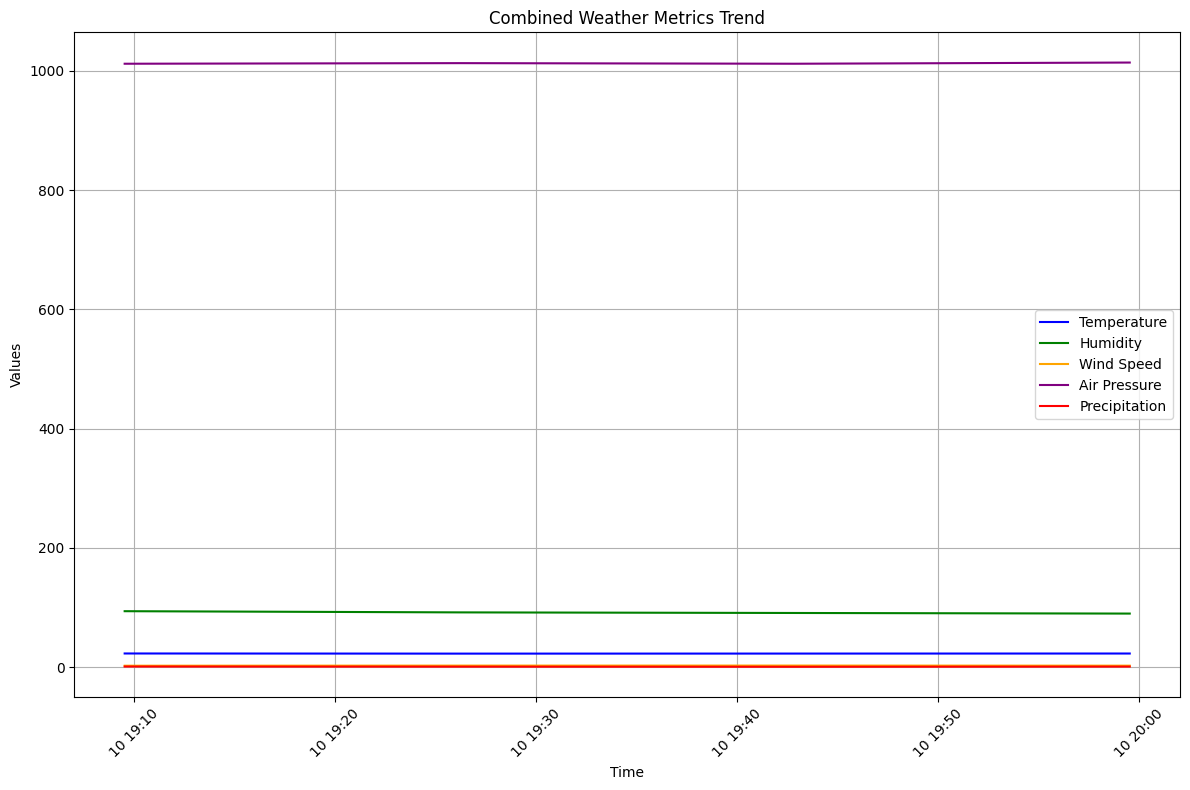 Combined Weather Metrics Trend
1000
800
600
400
200
0
Values
Temperature
Humidity
Wind Speed
Air Pressure
Precipitation
10 19:10
10 19:20
10 19:30
10 19:40
10 19:50
10 20:00
Time